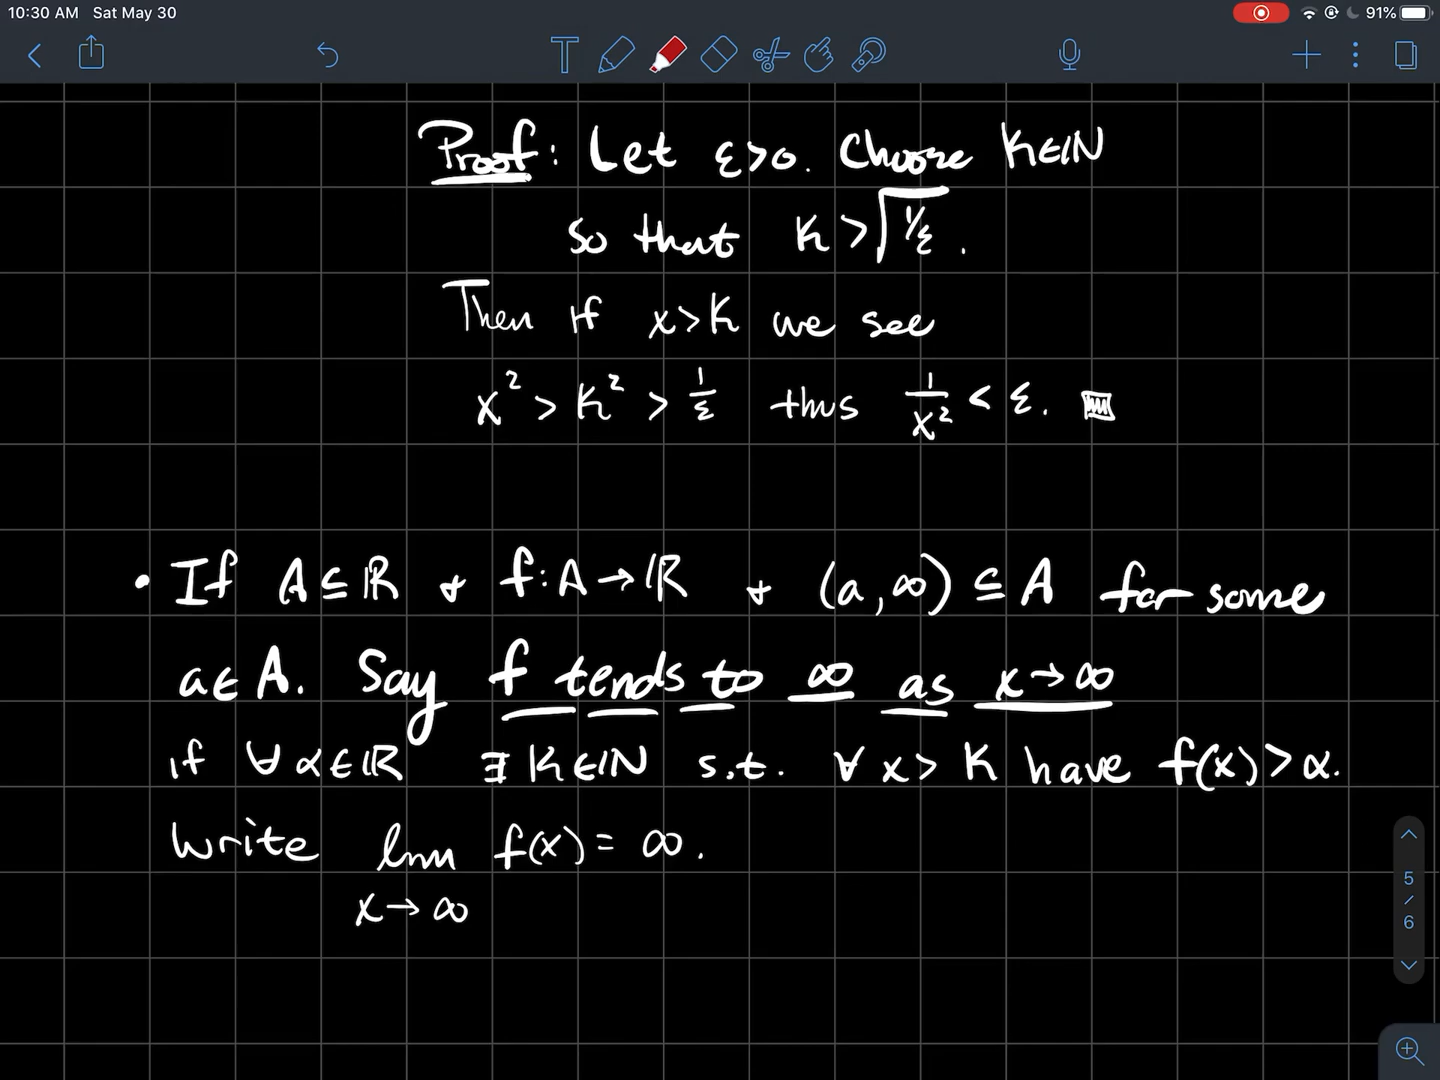 10:30 AM Sat May 30
91%
Proof: Let ε>0. Choose K∈ℕ
so that K>√1/ε.
Then if x>K we see
x² > K² > 1/ε thus 1/x² < ε.
• If A⊆ℝ & f:A→ℝ & (a,∞)⊆A for some
a∈A. Say f tends to ∞ as x→∞
if ∀α∈ℝ ∃K∈ℕ s.t. ∀x>K have f(x)>α.
Write lim f(x)=∞.
x→∞
5
/
6